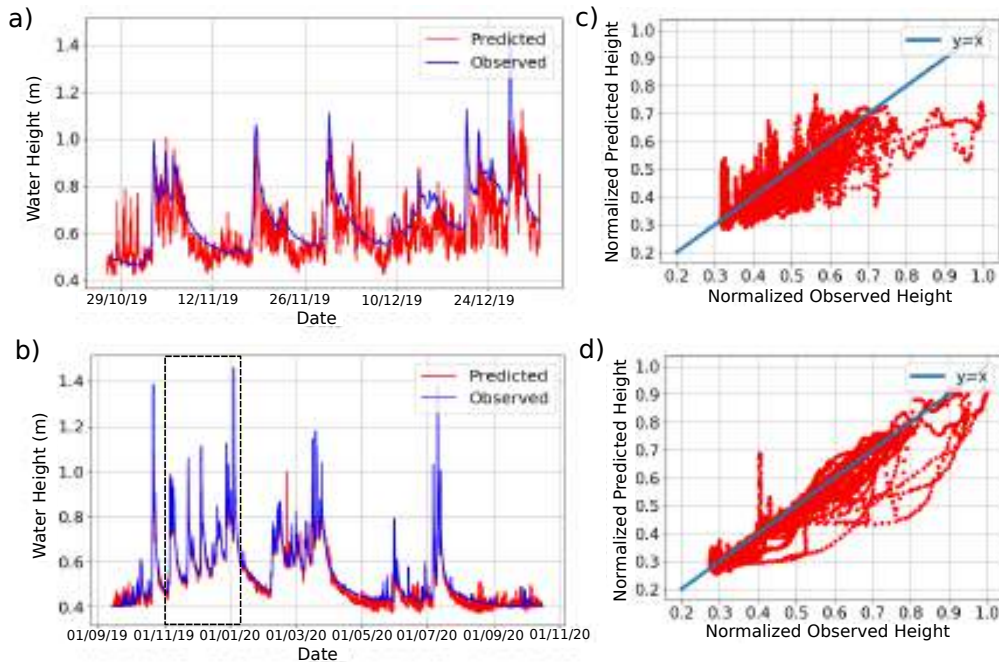 a)
1.4
1.2
1.0
0.8
0.6
0.4
Water Height (m)
Predicted
Observed
29/10/19 12/11/19 26/11/19 10/12/19 24/12/19
Date
c)
1.0
0.9
0.8
0.7
0.6
0.5
0.4
0.3
0.2
Normalized Predicted Height
y=x
0.2 0.3 0.4 0.5 0.6 0.7 0.8 0.9 1.0
Normalized Observed Height
b)
1.4
1.2
1.0
0.8
0.6
0.4
Water Height (m)
Predicted
Observed
01/09/19 01/11/19 01/01/20 01/03/20 01/05/20 01/07/20 01/09/20 01/11/20
Date
d)
1.0
0.9
0.8
0.7
0.6
0.5
0.4
0.3
0.2
Normalized Predicted Height
y=x
0.2 0.3 0.4 0.5 0.6 0.7 0.8 0.9 1.0
Normalized Observed Height